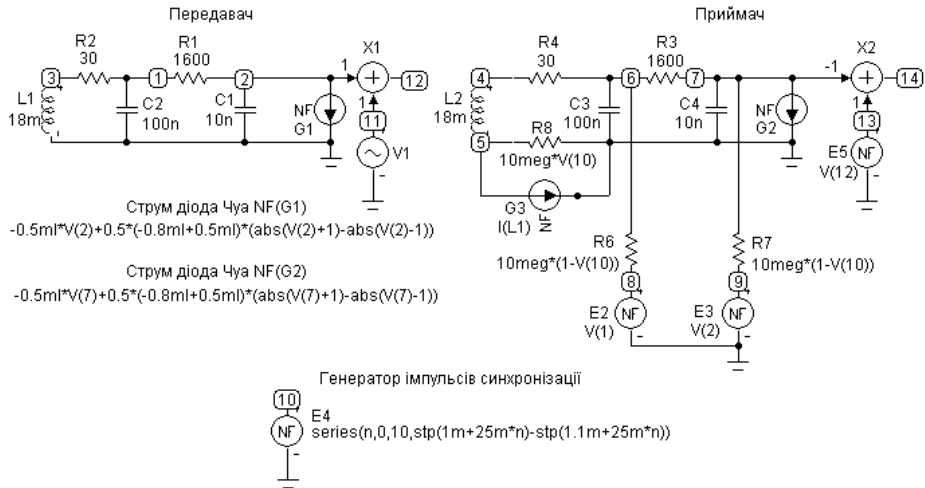 Передавач
Приймач
R2
30
R1
1600
X1
3
1
2
1
12
L1
18m
C2
100n
C1
10n
NF
G1
1
11
V1
-
R4
30
R3
1600
X2
4
6
7
-1
14
L2
18m
C3
100n
C4
10n
NF
G2
1
13
5
R8
10meg*V(10)
E5
NF
V(12)
-
G3
I(L1)
NF
Струм діода Чуа NF(G1)
-0.5ml*V(2)+0.5*(-0.8ml+0.5ml)*(abs(V(2)+1)-abs(V(2)-1))
R6
10meg*(1-V(10))
R7
10meg*(1-V(10))
Струм діода Чуа NF(G2)
-0.5ml*V(7)+0.5*(-0.8ml+0.5ml)*(abs(V(7)+1)-abs(V(7)-1))
8
9
E2
NF
V(1)
-
E3
NF
V(2)
-
Генератор імпульсів синхронізації
10
E4
NF
series(n,0,10,stp(1m+25m*n)-stp(1.1m+25m*n))
-